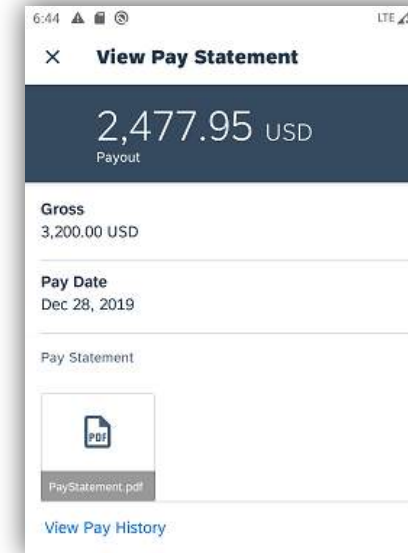 6:44 LTE
View Pay Statement
2,477.95 USD
Payout
Gross
3,200.00 USD
Pay Date
Dec 28, 2019
Pay Statement
PDF
PayStatement.pdf
View Pay History